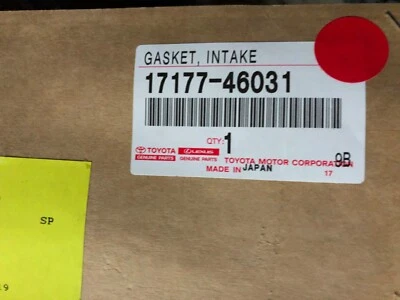 GASKET, INTAKE
17177-46031
QTY: 1
TOYOTA LEXUS
GENUINE PARTS GENUINE PARTS
TOYOTA MOTOR CORPORATION
9B
MADE IN JAPAN 17
SP
9